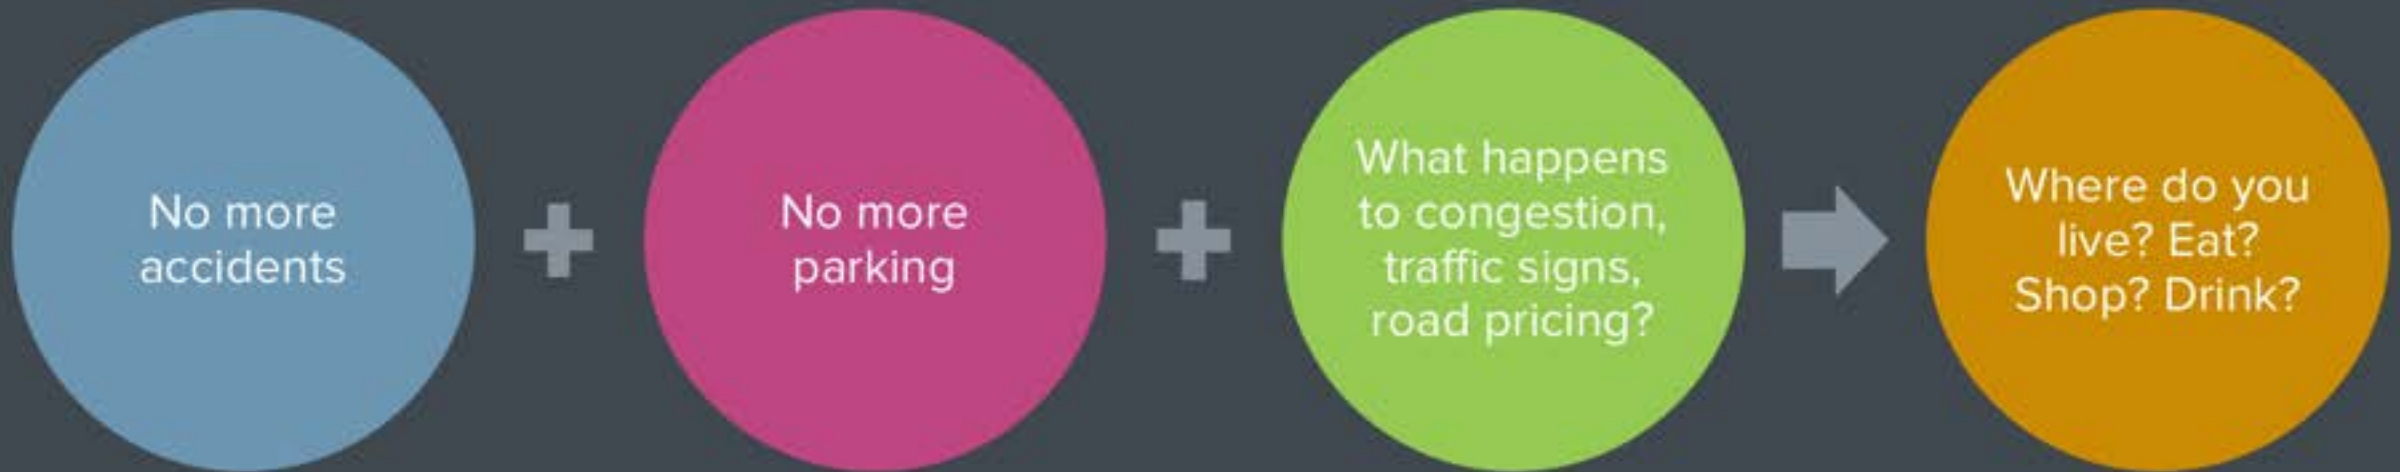 No more
accidents
No more
parking
What happens
to congestion,
traffic signs,
road pricing?
Where do you
live? Eat?
Shop? Drink?